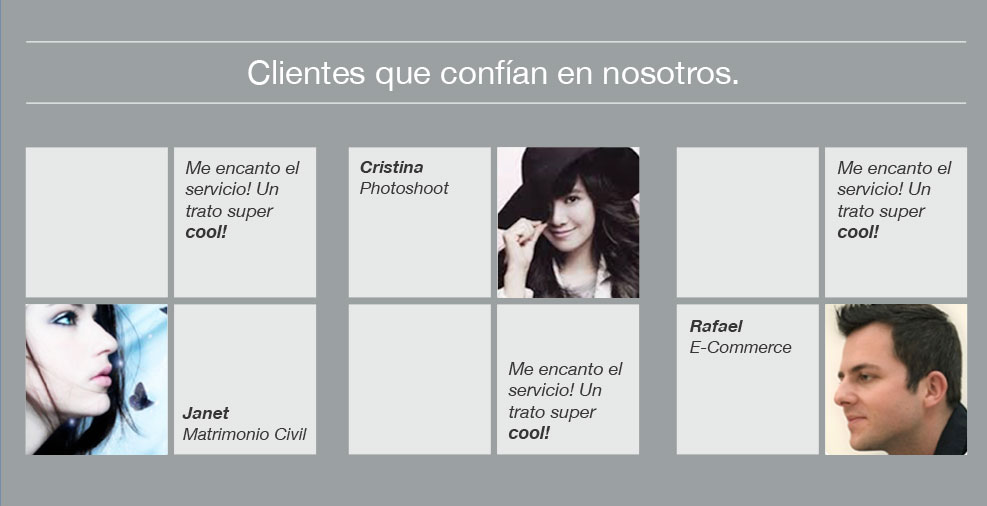 Clientes que confían en nosotros.
Me encanto el
servicio! Un
trato super
cool!
Janet
Matrimonio Civil
Cristina
Photoshoot
Me encanto el
servicio! Un
trato super
cool!
Me encanto el
servicio! Un
trato super
cool!
Rafael
E-Commerce